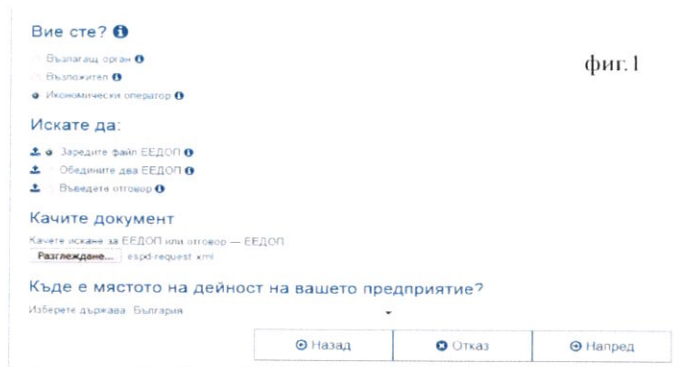 Вие сте?
фиг.1
Възлагащ орган
Възложител
Икономически оператор
Искате да:
Заредите файл ЕЕДОП
Обедините два ЕЕДОП
Въведете отговор
Качите документ
Качете искане за ЕЕДОП или отговор — ЕЕДОП
Разглеждане... espd-request.xml
Къде е мястото на дейност на вашето предприятие?
Изберете държава България
Назад Отказ Напред